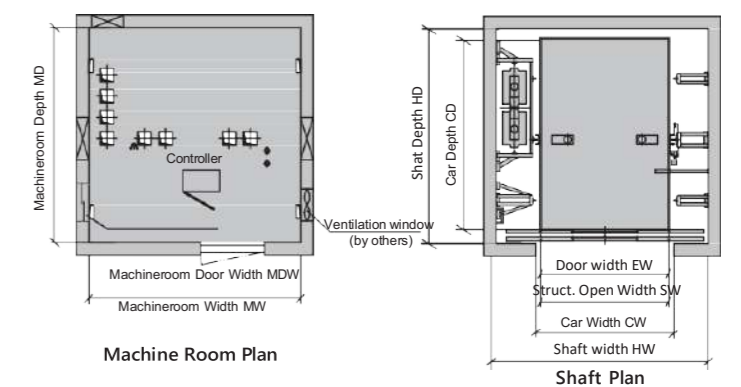 Machineroom Depth MD
Controller
Ventilation window
(by others)
Machineroom Door Width MDW
Machineroom Width MW
Machine Room Plan
Shat Depth HD
Car Depth CD
Door width EW
Struct. Open Width SW
Car Width CW
Shaft width HW
Shaft Plan